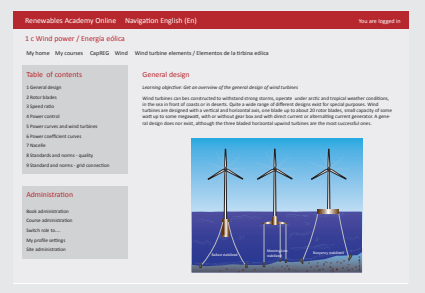 Renewables Academy Online Navigation English (En) You are logged in
1 c Wind power / Energía eólica
My home My courses CapREG Wind Wind turbine elements / Elementos de la tirbina eólica
Table of contents
1 General design
2 Rotor blades
3 Speed ratio
4 Power control
5 Power curves and wind turbines
6 Power coefficient curves
7 Nacelle
8 Standards and norms - quality
9 Standard and norms - grid connection
Administration
Book administration
Course administration
Switch role to....
My profile settings
Site administration
General design
Learning objective: Get an overview of the general design of wind turbines
Wind turbines can bes constructed to withstand strong storms, operate under arctic and tropical weather conditions,
in the sea in front of coasts or in deserts. Quite a wide range of different designs exist for special purposes. Wind
turbines are designed with a vertical and horizontal axis, one blade up to about 20 rotor blades, small capacity of some
watt up to some megawatt, with or without gear box and with direct current or alternating current generator. A gene-
ral design does nor exist, although the three bladed horizontal upwind turbines are the most successful ones.
Ballast stabilized
Mooring Line
stabilized
Buoyancy stabilized